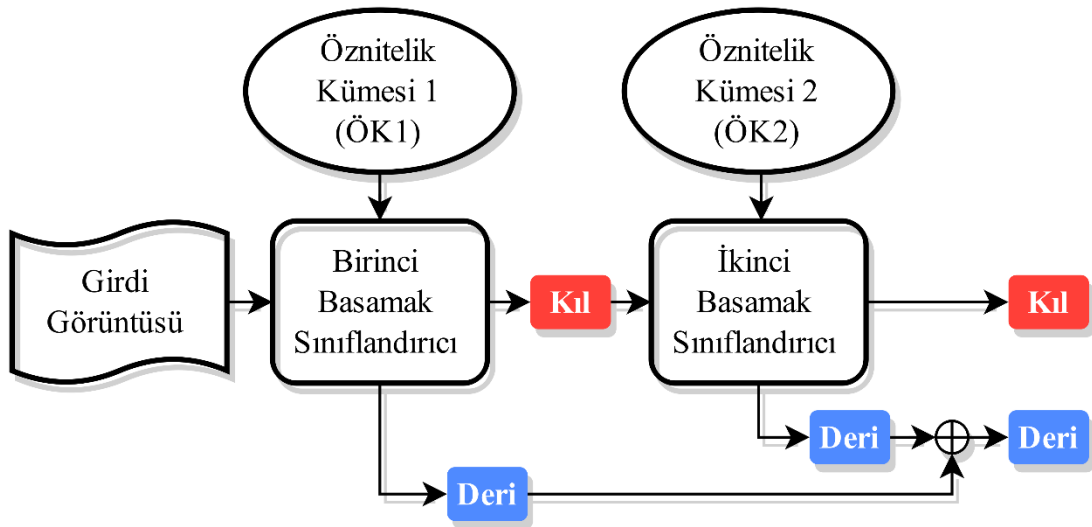 Öznitelik
Kümesi 1
(ÖK1)
Öznitelik
Kümesi 2
(ÖK2)
Girdi
Görüntüsü
Birinci
Basamak
Sınıflandırıcı
Kıl
İkinci
Basamak
Sınıflandırıcı
Kıl
Deri
Deri
Deri